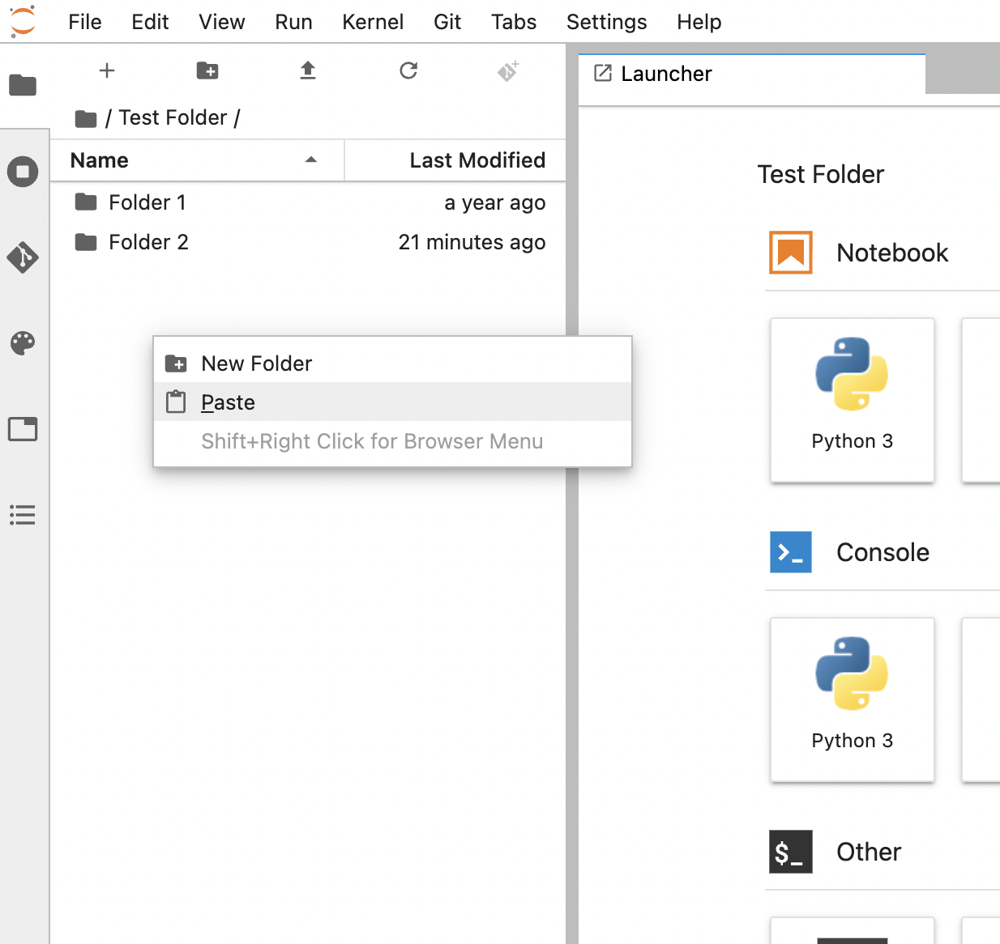 File Edit View Run Kernel Git Tabs Settings Help
Launcher
/ Test Folder /
Name Last Modified
Folder 1 a year ago
Folder 2 21 minutes ago
New Folder
Paste
Shift+Right Click for Browser Menu
Test Folder
Notebook
Python 3
Console
Python 3
$_ Other